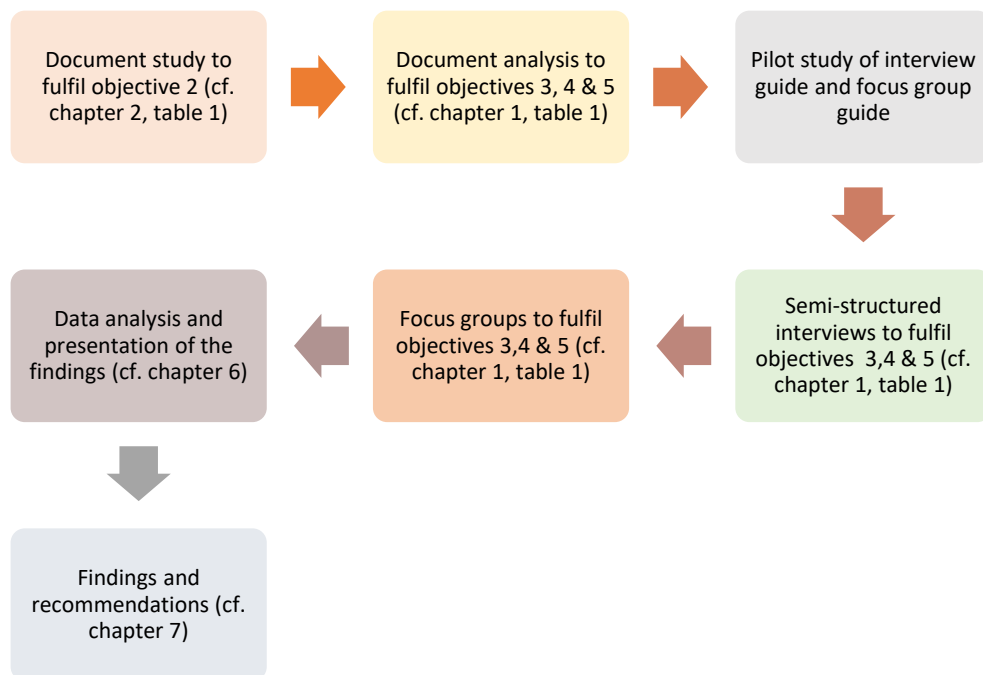 Document study to
fulfil objective 2 (cf.
chapter 2, table 1)
Document analysis to
fulfil objectives 3, 4 & 5
(cf. chapter 1, table 1)
Pilot study of interview
guide and focus group
guide
Semi-structured
interviews to fulfil
objectives  3,4 & 5 (cf.
chapter 1, table 1)
Focus groups to fulfil
objectives 3,4 & 5 (cf.
chapter 1, table 1)
Data analysis and
presentation of the
findings (cf. chapter 6)
Findings and
recommendations (cf.
chapter 7)